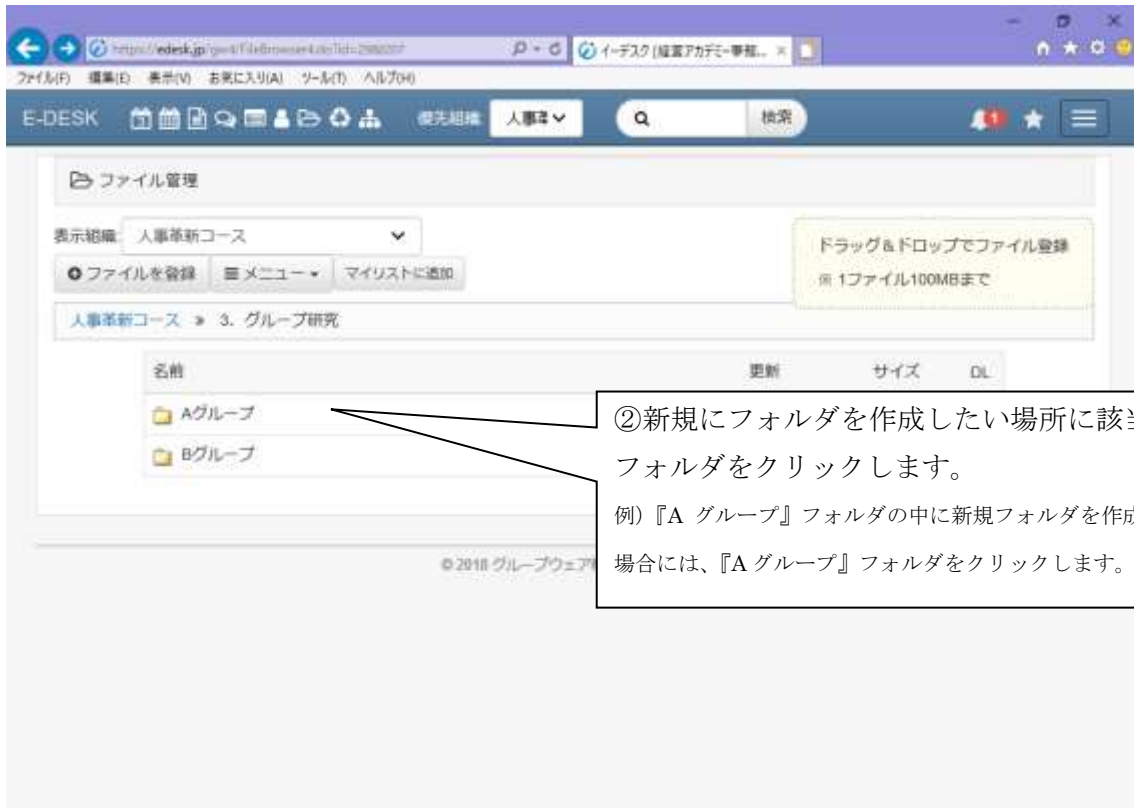 edesk.jp
イーデスク
ファイル(F) 編集(E) 表示(V) お気に入り(A) ツール(T) ヘルプ(H)
E-DESK 優先組織: 検索
ファイル管理
表示組織: 人事革新コース
ファイルを登録 メニュー マイリストに追加
ドラッグ&ドロップでファイル登録
※ 1ファイル100MBまで
人事革新コース » 3. グループ研究
名前 更新 サイズ DL
Aグループ
Bグループ
②新規にフォルダを作成したい場所に該当
フォルダをクリックします。
例)『A グループ』フォルダの中に新規フォルダを作成
場合には、『A グループ』フォルダをクリックします。
© 2018 グループウェア